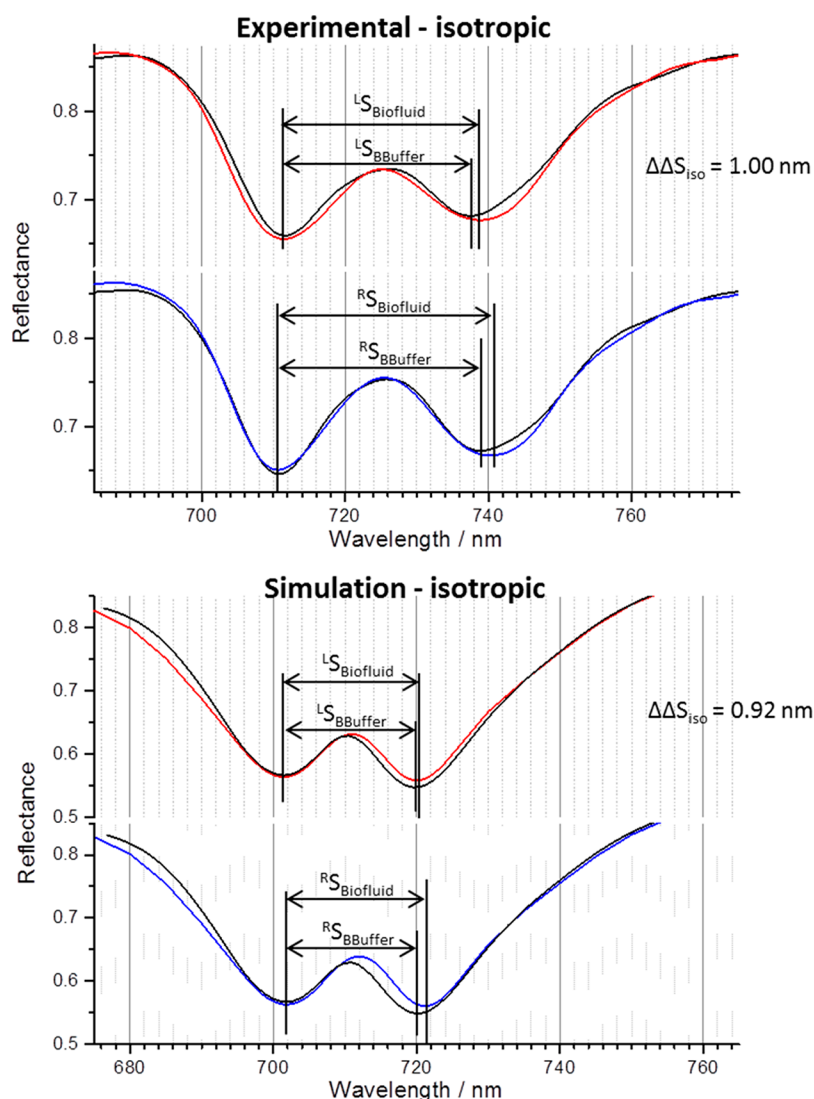 Experimental - isotropic
0.8
0.7
LSBiofluid
LSBBuffer
ΔΔSiso = 1.00 nm
Reflectance
0.8
0.7
RSBiofluid
RSBBuffer
700 720 740 760
Wavelength / nm
Simulation - isotropic
0.8
0.7
0.6
0.5
LSBiofluid
LSBBuffer
ΔΔSiso = 0.92 nm
Reflectance
0.8
0.7
0.6
0.5
RSBiofluid
RSBBuffer
680 700 720 740 760
Wavelength / nm